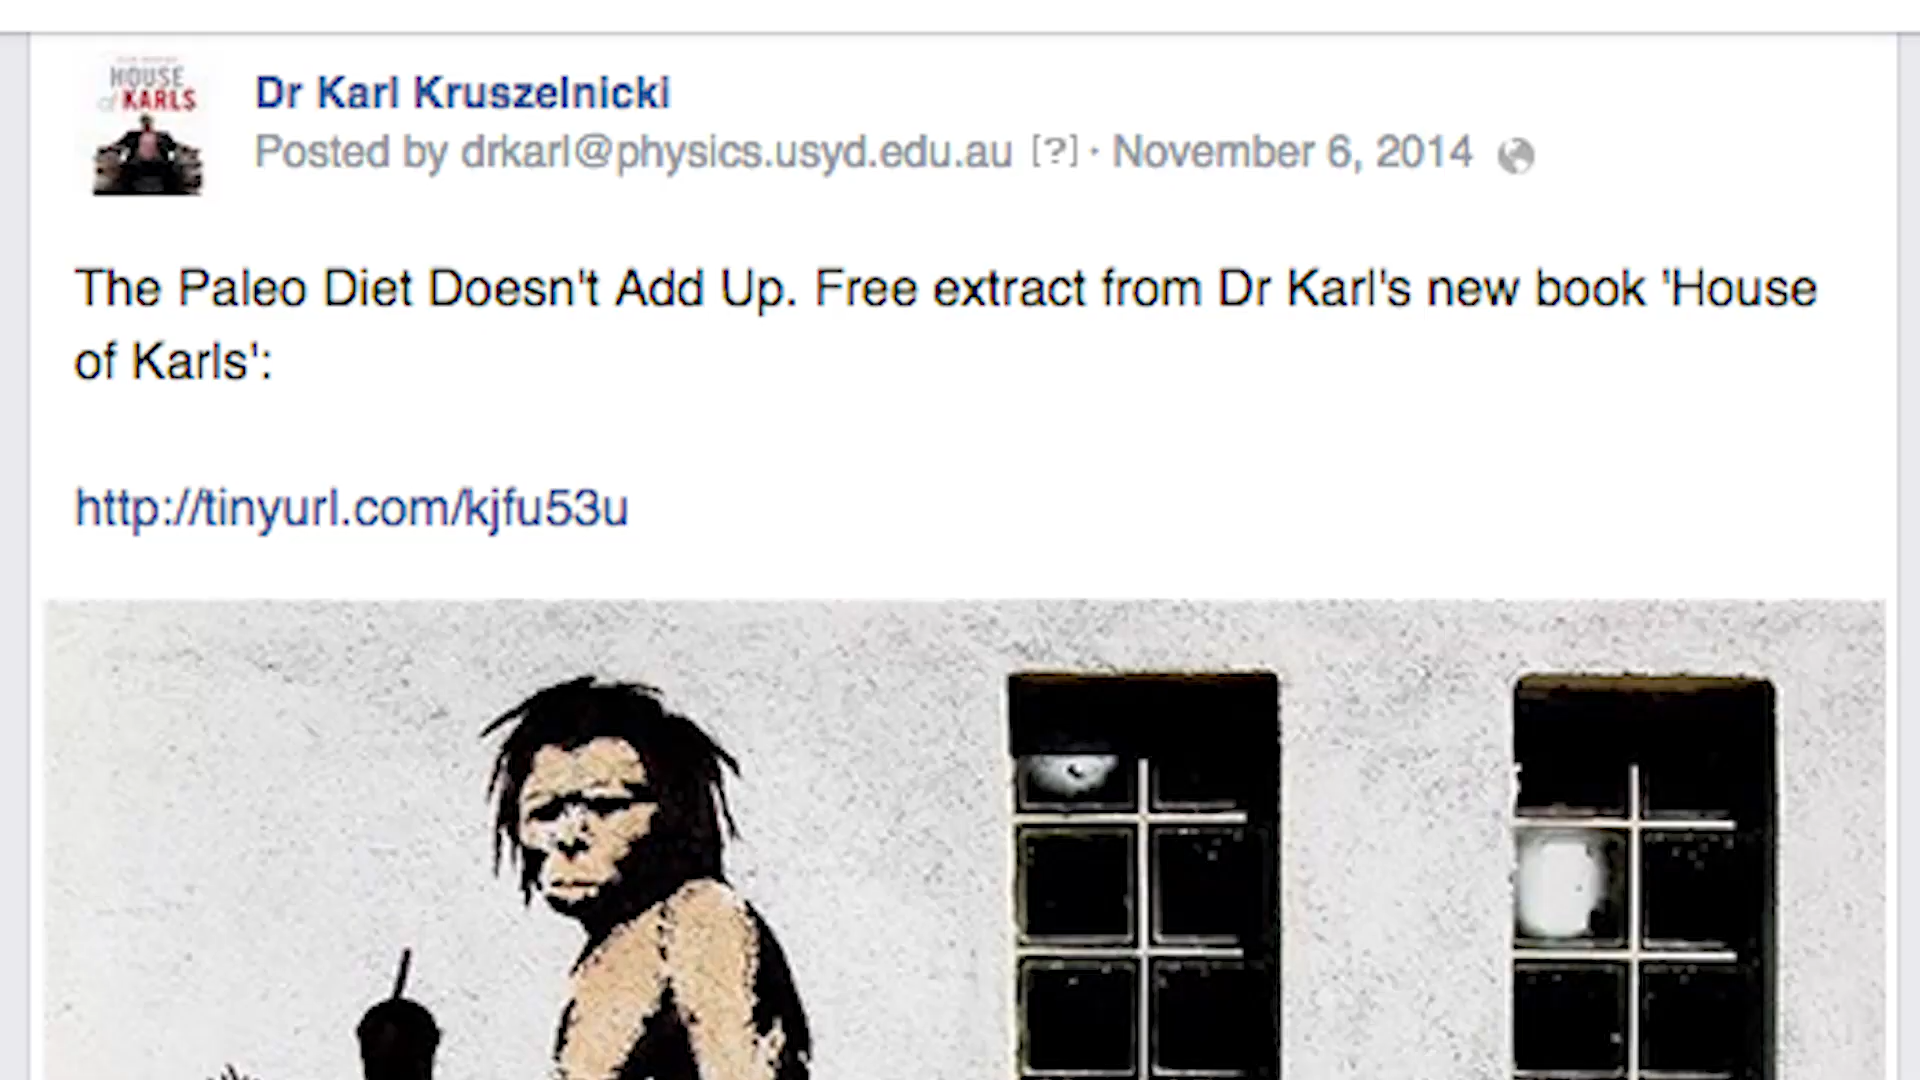 HOUSE
of KARLS
Dr Karl Kruszelnicki
Posted by drkarl@physics.usyd.edu.au [?] · November 6, 2014
The Paleo Diet Doesn't Add Up. Free extract from Dr Karl's new book 'House
of Karls':
http://tinyurl.com/kjfu53u